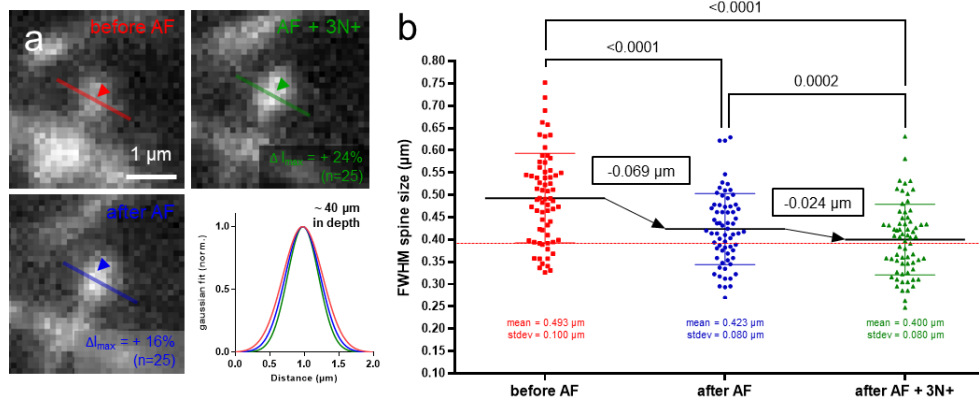 a
before AF
1 µm
AF + 3N+
Δ Imax = + 24%
(n=25)
after AF
ΔImax = + 16%
(n=25)
~ 40 µm
in depth
gaussian fit (norm.)
1.0
0.5
0.0
0.0 0.5 1.0 1.5 2.0
Distance (µm)
b
<0.0001
<0.0001
0.0002
FWHM spine size (µm)
0.80
0.75
0.70
0.65
0.60
0.55
0.50
0.45
0.40
0.35
0.30
0.25
0.20
0.15
0.10
-0.069 µm
-0.024 µm
mean = 0.493 µm
stdev = 0.100 µm
mean = 0.423 µm
stdev = 0.080 µm
mean = 0.400 µm
stdev = 0.080 µm
before AF
after AF
after AF + 3N+